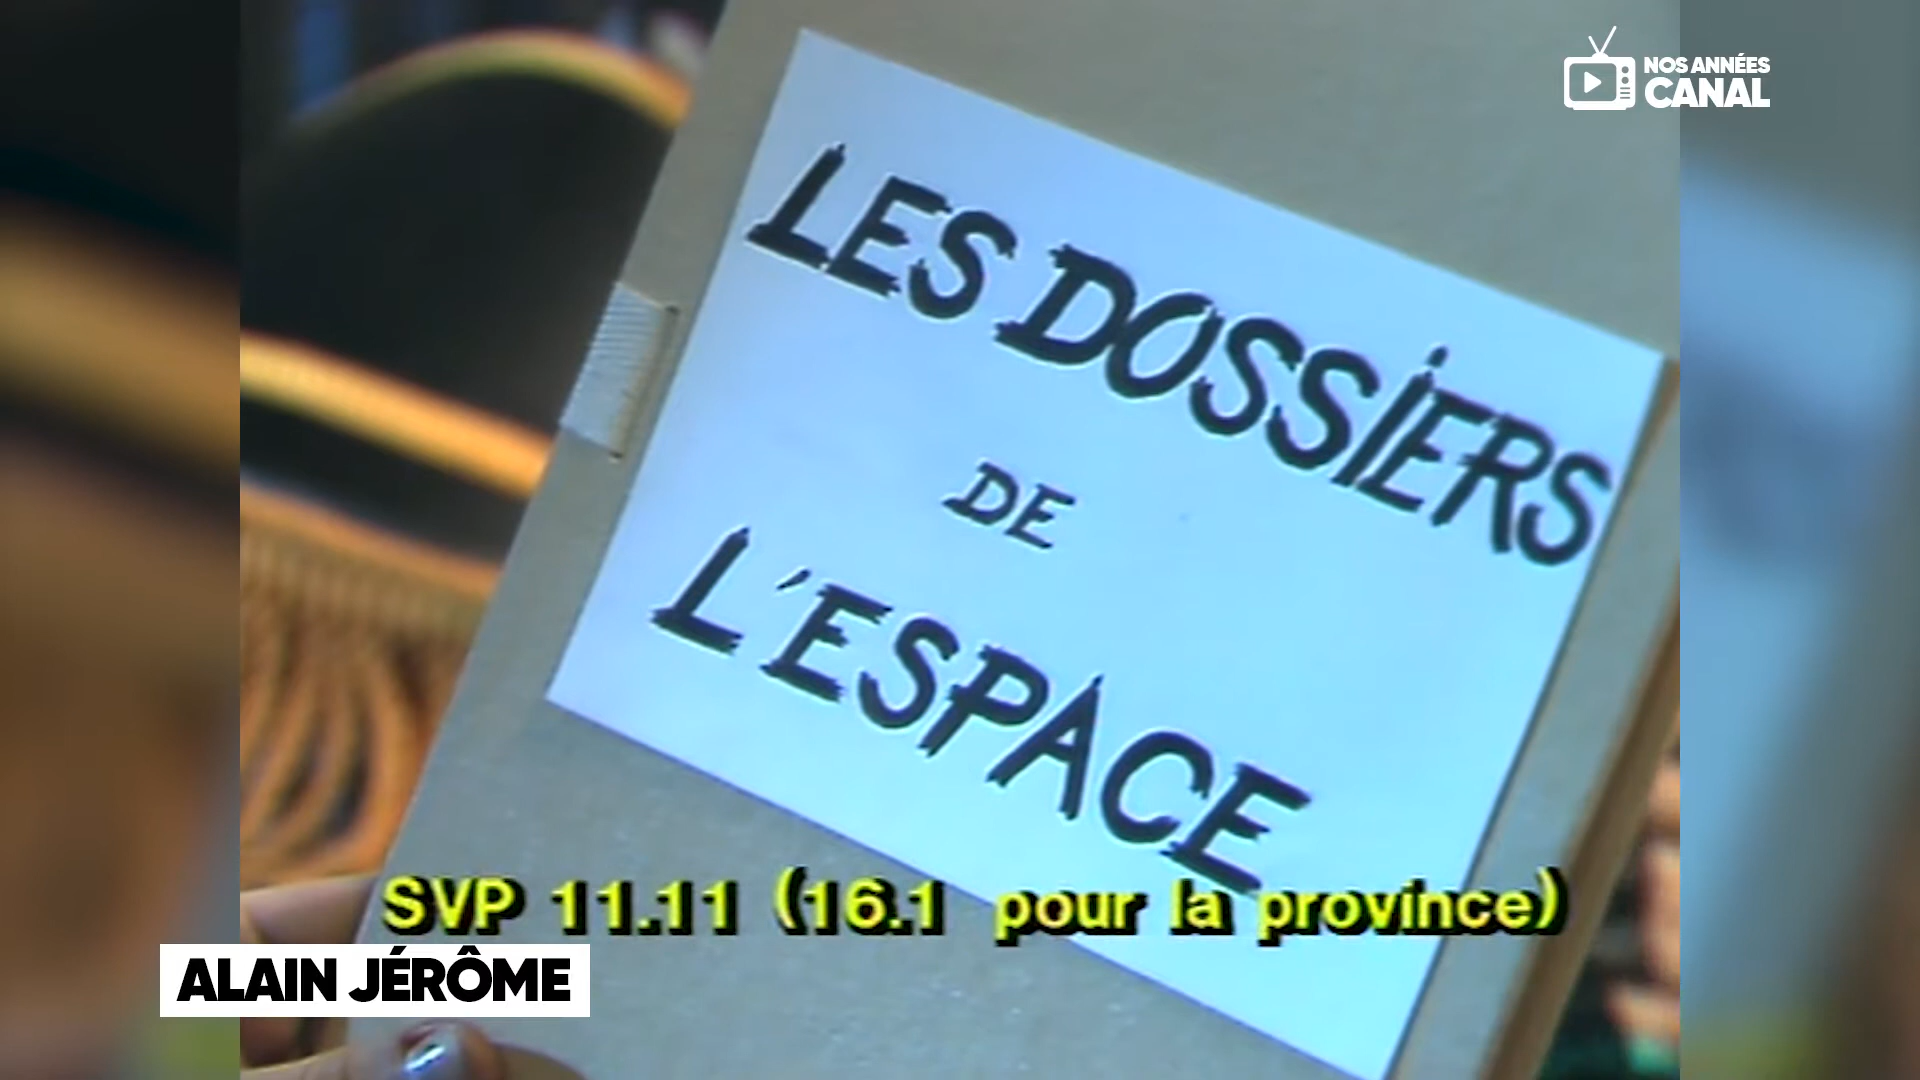 NOS ANNÉES
CANAL
LES DOSSIERS
DE
L'ESPACE
SVP 11.11 (16.1 pour la province)
ALAIN JÉRÔME